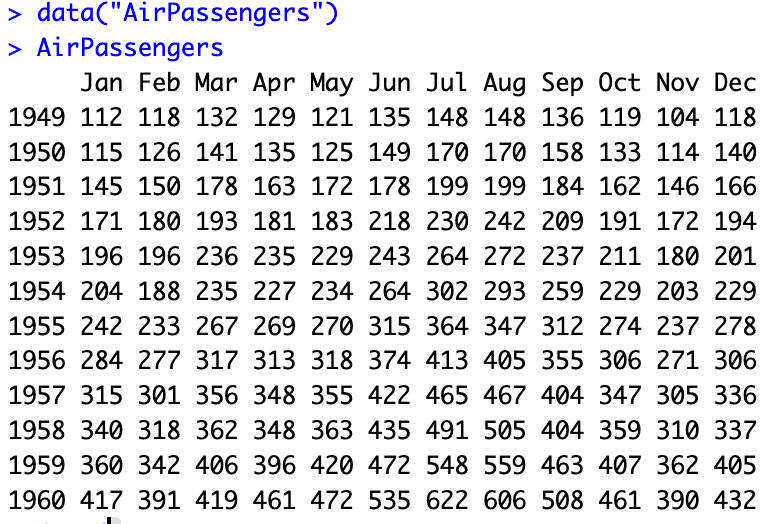 > data("AirPassengers")
> AirPassengers
     Jan Feb Mar Apr May Jun Jul Aug Sep Oct Nov Dec
1949 112 118 132 129 121 135 148 148 136 119 104 118
1950 115 126 141 135 125 149 170 170 158 133 114 140
1951 145 150 178 163 172 178 199 199 184 162 146 166
1952 171 180 193 181 183 218 230 242 209 191 172 194
1953 196 196 236 235 229 243 264 272 237 211 180 201
1954 204 188 235 227 234 264 302 293 259 229 203 229
1955 242 233 267 269 270 315 364 347 312 274 237 278
1956 284 277 317 313 318 374 413 405 355 306 271 306
1957 315 301 356 348 355 422 465 467 404 347 305 336
1958 340 318 362 348 363 435 491 505 404 359 310 337
1959 360 342 406 396 420 472 548 559 463 407 362 405
1960 417 391 419 461 472 535 622 606 508 461 390 432